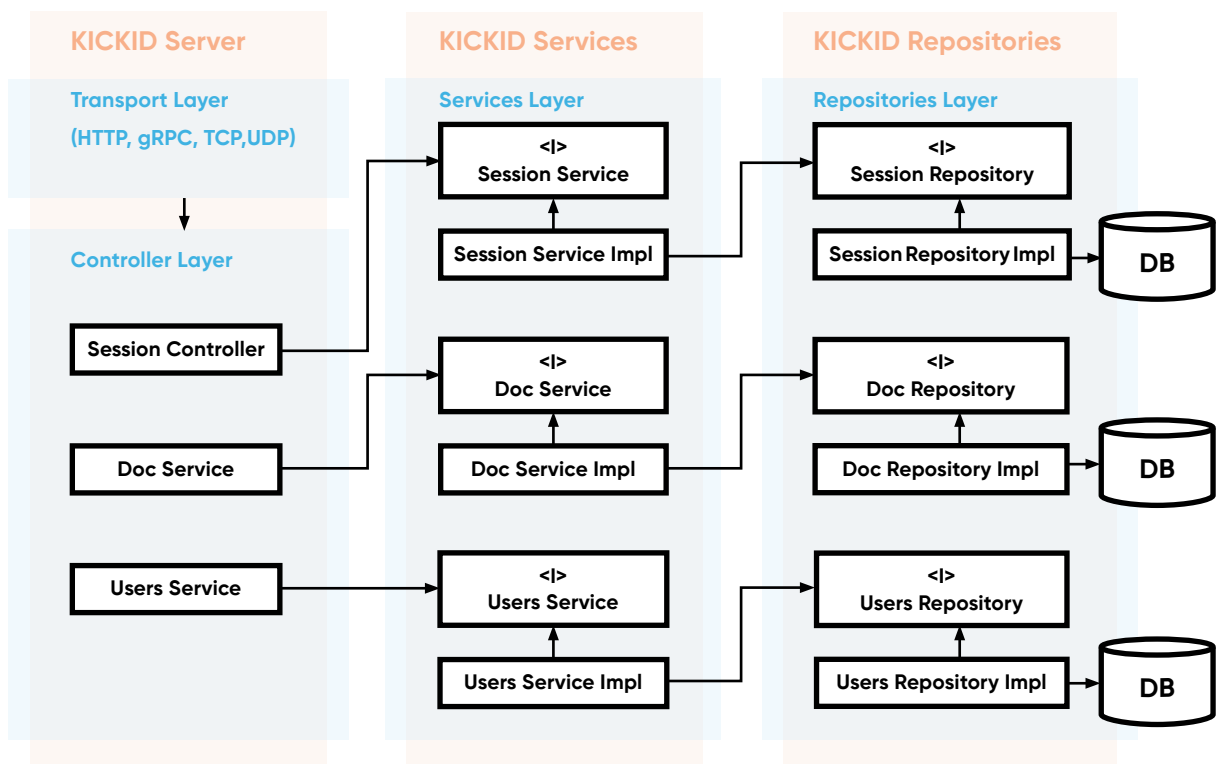 KICKID Server
Transport Layer
(HTTP, gRPC, TCP,UDP)
Controller Layer
Session Controller
Doc Service
Users Service
KICKID Services
Services Layer
<I>
Session Service
Session Service Impl
<I>
Doc Service
Doc Service Impl
<I>
Users Service
Users Service Impl
KICKID Repositories
Repositories Layer
<I>
Session Repository
Session Repository Impl
DB
<I>
Doc Repository
Doc Repository Impl
DB
<I>
Users Repository
Users Repository Impl
DB